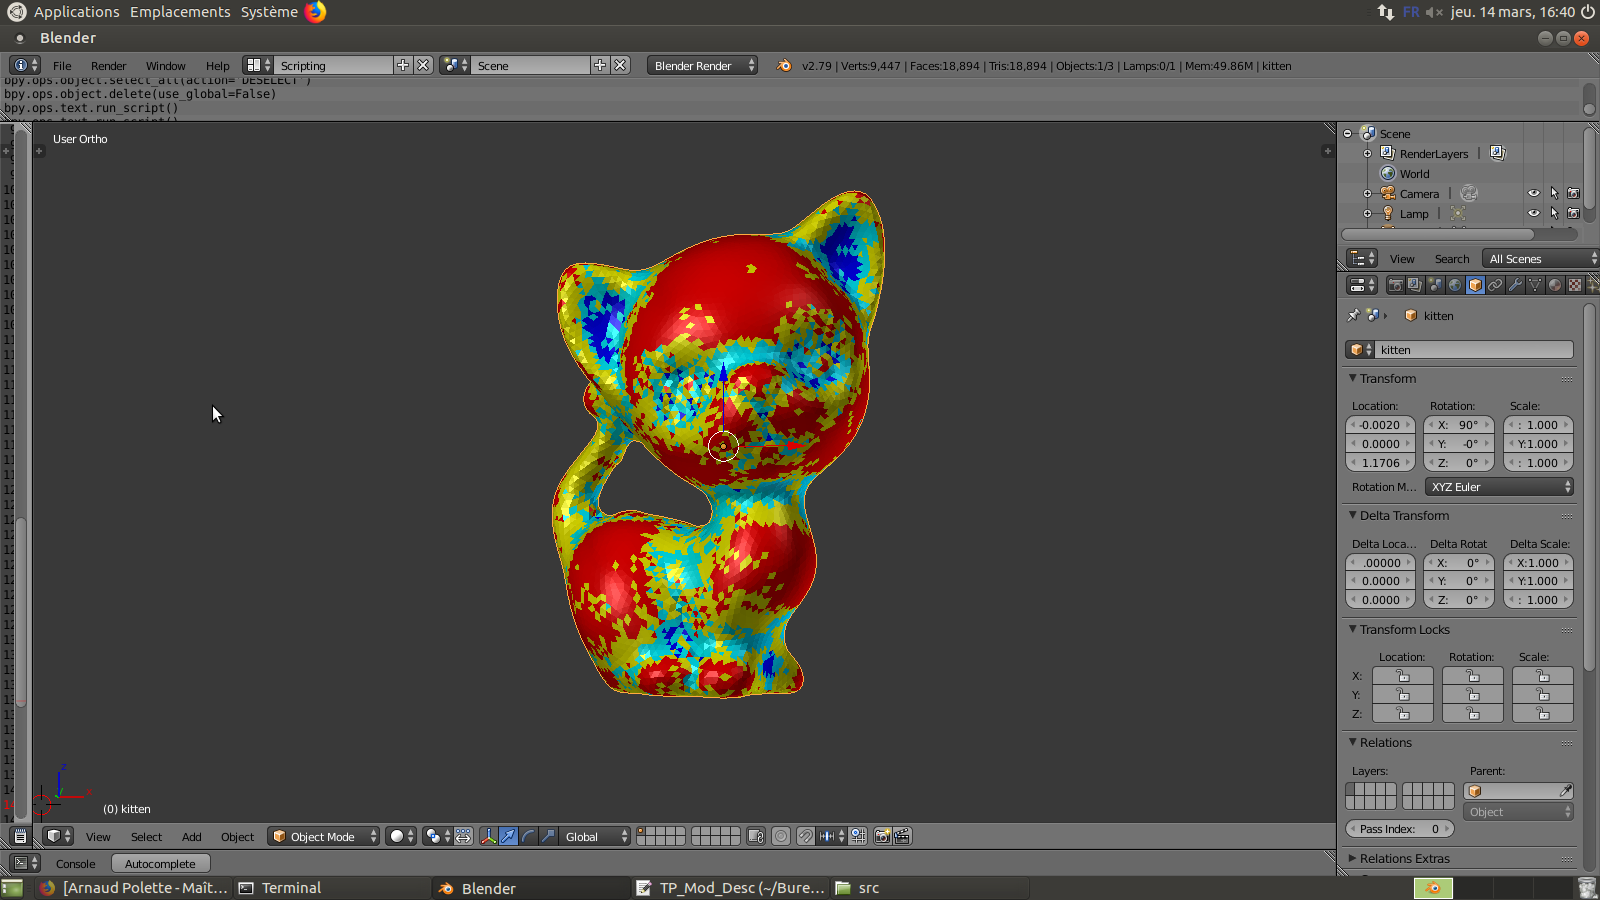 Applications Emplacements Système FR jeu. 14 mars, 16:40
Blender
File Render Window Help Scripting Scene Blender Render v2.79 | Verts:9,447 | Faces:18,894 | Tris:18,894 | Objects:1/3 | Lamps:0/1 | Mem:49.86M | kitten
bpy.ops.object.select_all(action='DESELECT')
bpy.ops.object.delete(use_global=False)
bpy.ops.text.run_script()
bpy.ops.text.run_script()
User Ortho
Scene
RenderLayers
World
Camera
Lamp
View Search All Scenes
kitten
kitten
Transform
Location: Rotation: Scale:
-0.0020 X: 90° : 1.000
0.0000 Y: -0° Y:1.000
1.1706 Z: 0° : 1.000
Rotation M... XYZ Euler
Delta Transform
Delta Loca... Delta Rotat Delta Scale:
.00000 X: 0° X:1.000
0.0000 Y: 0° Y:1.000
0.0000 Z: 0° : 1.000
Transform Locks
Location: Rotation: Scale:
X:
Y:
Z:
Relations
Layers: Parent:
Object
Pass Index: 0
Relations Extras
z
x
(0) kitten
View Select Add Object Object Mode Global
Console Autocomplete
[Arnaud Polette - Maît... Terminal Blender TP_Mod_Desc (~/Bure... src